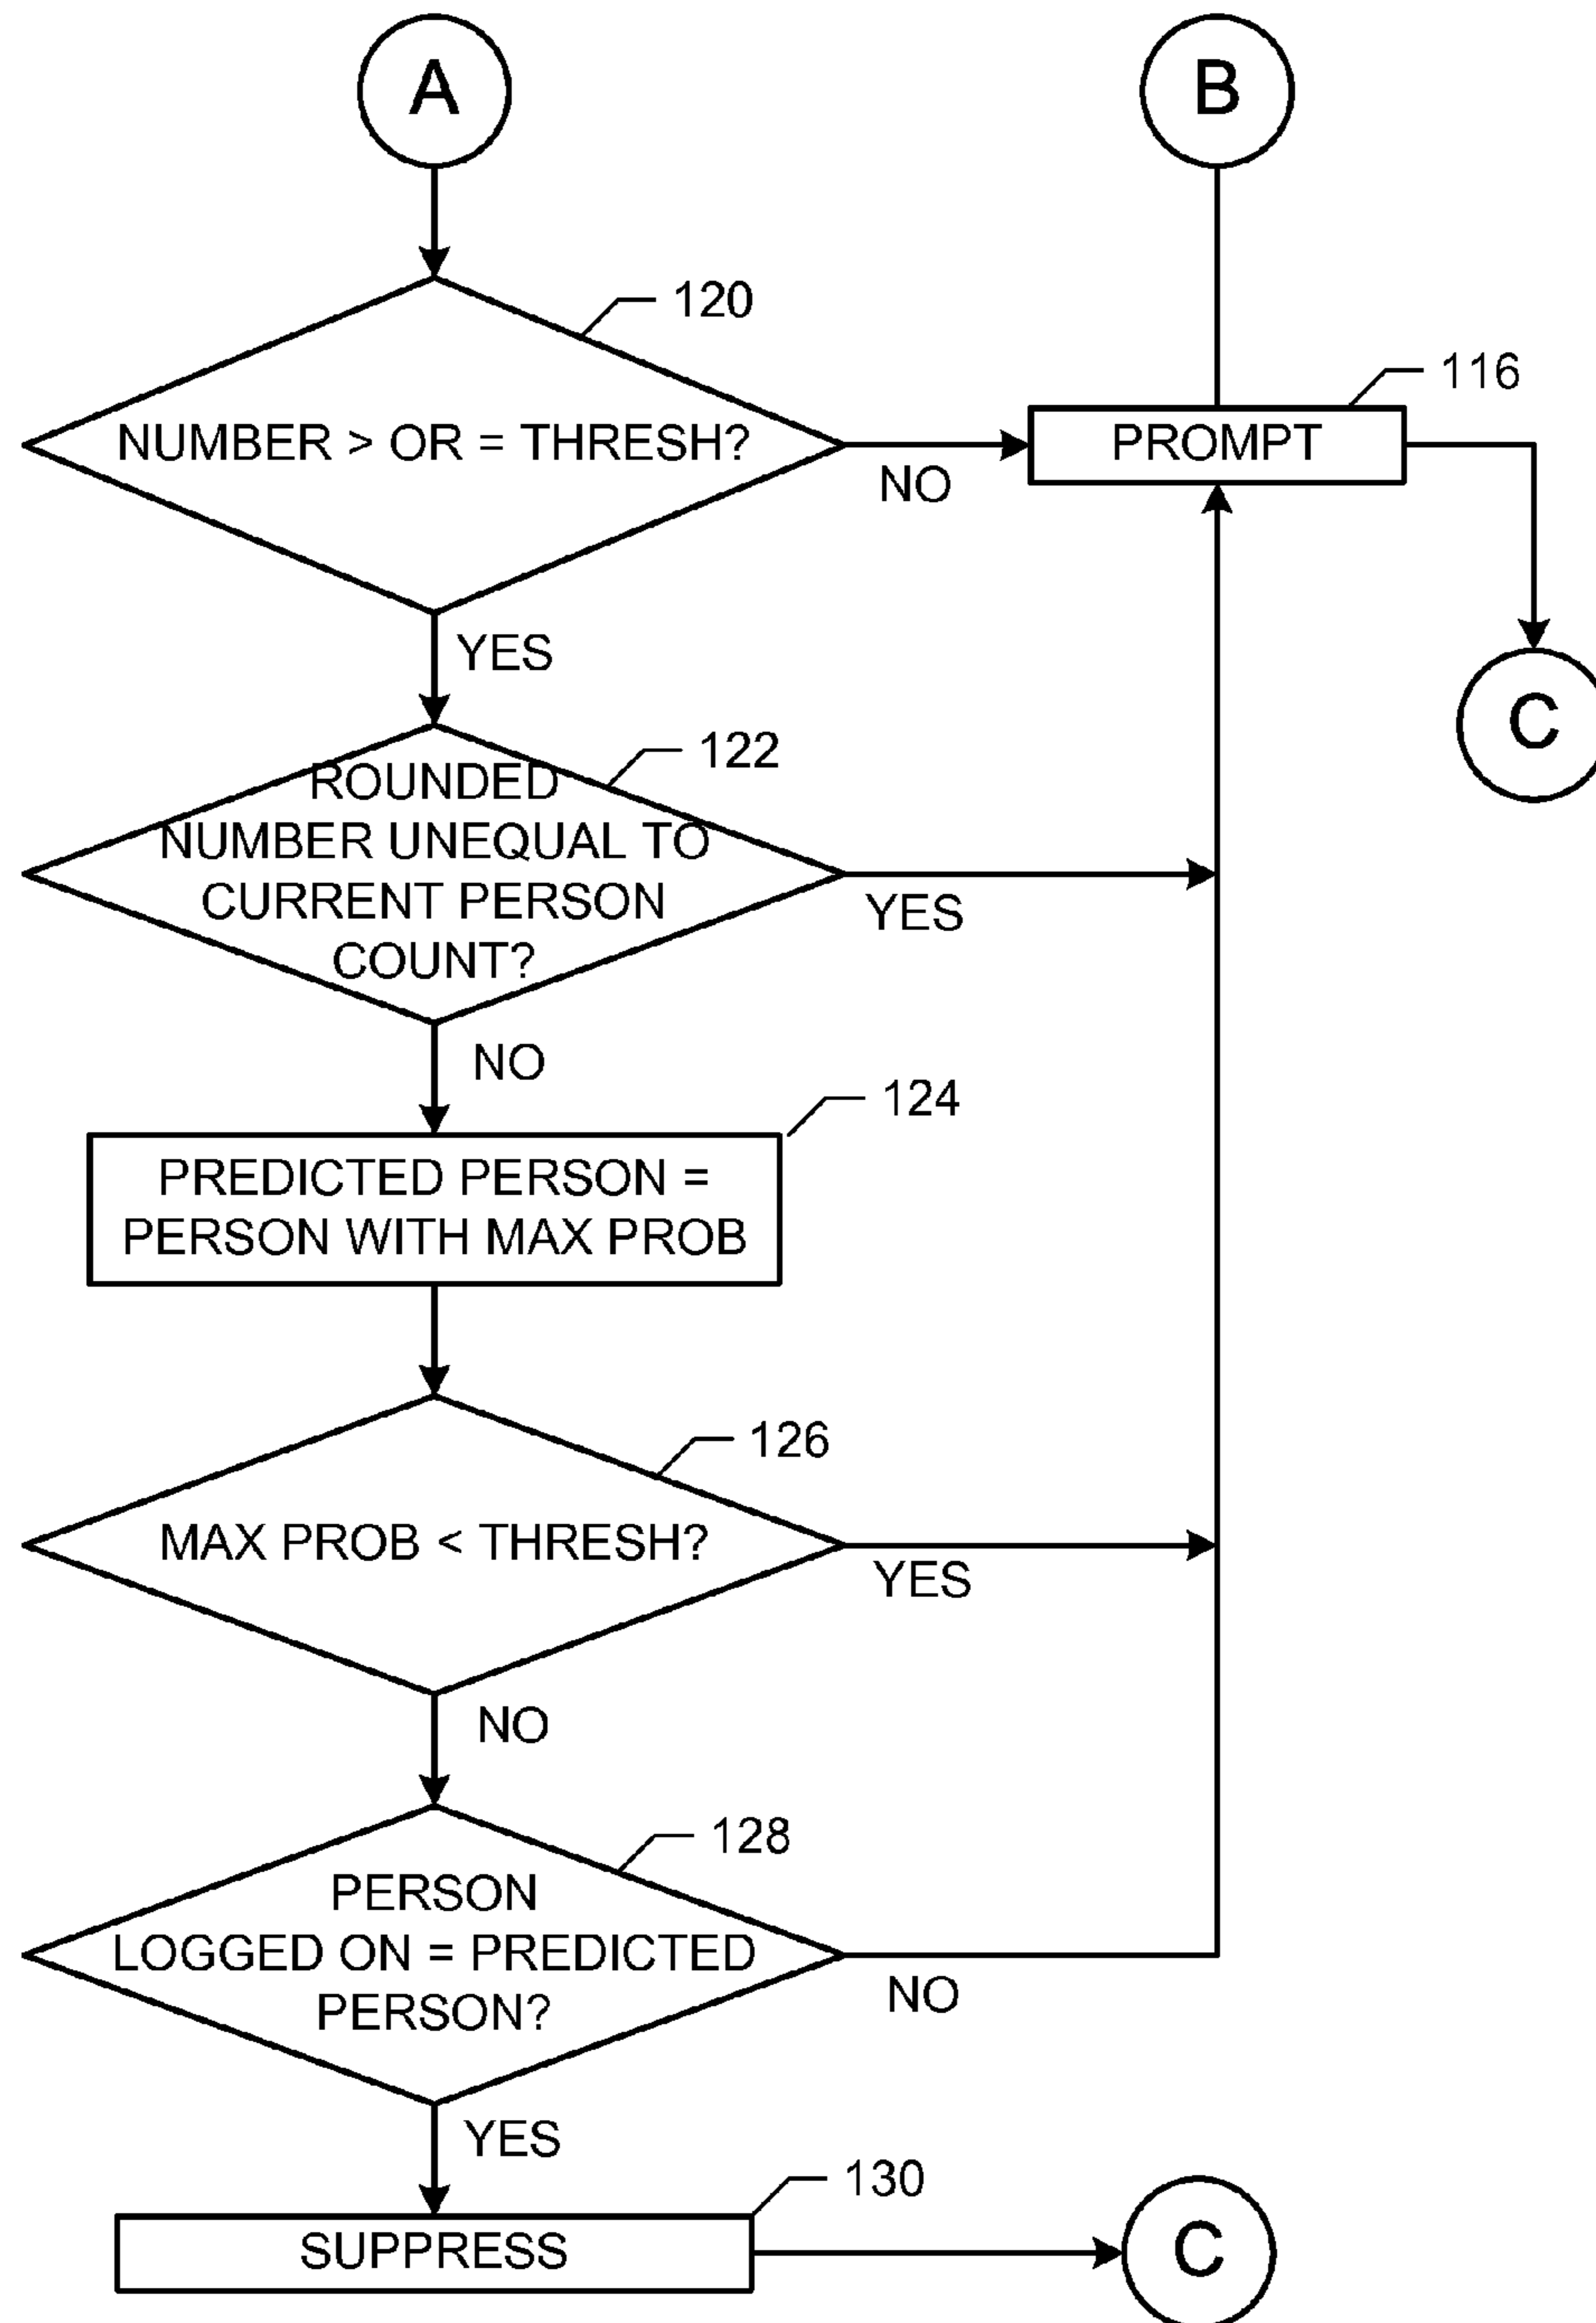 A
B
120
NUMBER > OR = THRESH?
NO
116
PROMPT
YES
C
122
ROUNDED
NUMBER UNEQUAL TO
CURRENT PERSON
COUNT?
YES
NO
124
PREDICTED PERSON =
PERSON WITH MAX PROB
126
MAX PROB < THRESH?
YES
NO
128
PERSON
LOGGED ON = PREDICTED
PERSON?
NO
YES
130
SUPPRESS
C